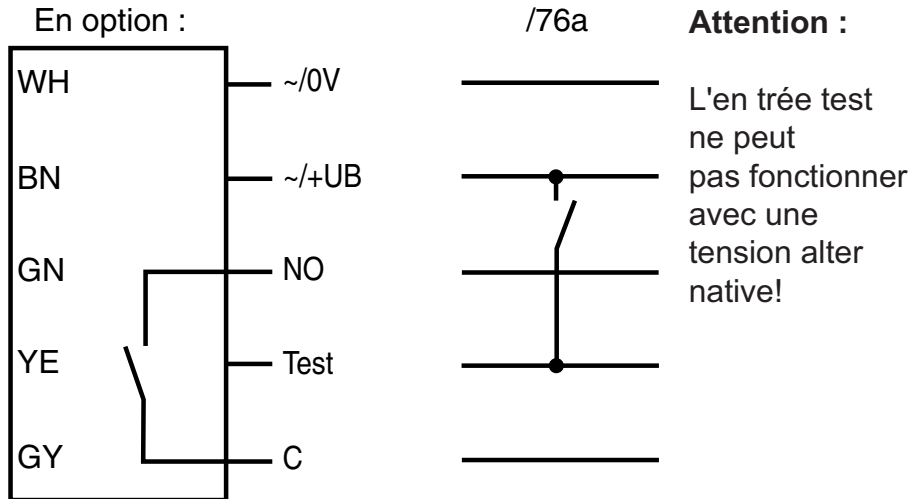 En option :
/76a
Attention :
WH
~/0V
BN
~/+UB
GN
NO
YE
Test
GY
C
L'en trée test
ne peut
pas fonctionner
avec une
tension alter
native!